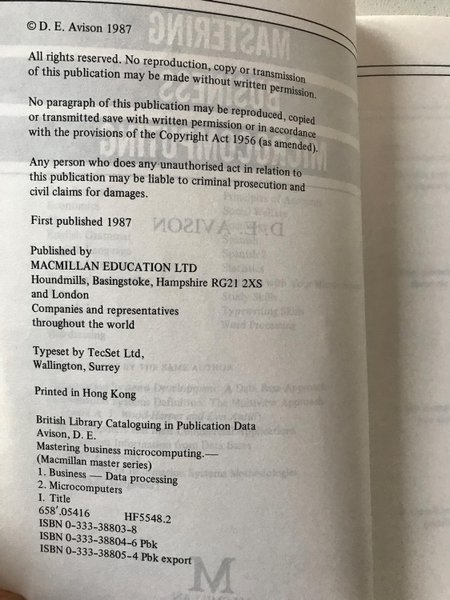 © D. E. Avison 1987
All rights reserved. No reproduction, copy or transmission
of this publication may be made without written permission.
No paragraph of this publication may be reproduced, copied
or transmitted save with written permission or in accordance
with the provisions of the Copyright Act 1956 (as amended).
Any person who does any unauthorised act in relation to
this publication may be liable to criminal prosecution and
civil claims for damages.
First published 1987
Published by
MACMILLAN EDUCATION LTD
Houndmills, Basingstoke, Hampshire RG21 2XS
and London
Companies and representatives
throughout the world
Typeset by TecSet Ltd,
Wallington, Surrey
Printed in Hong Kong
British Library Cataloguing in Publication Data
Avison, D. E.
Mastering business microcomputing.—
(Macmillan master series)
1. Business — Data processing
2. Microcomputers
I. Title
658'.05416 HF5548.2
ISBN 0-333-38803-8
ISBN 0-333-38804-6 Pbk
ISBN 0-333-38805-4 Pbk export
MASTERING
BUSINESS
MICROCOMPUTING
D. E. AVISON
M